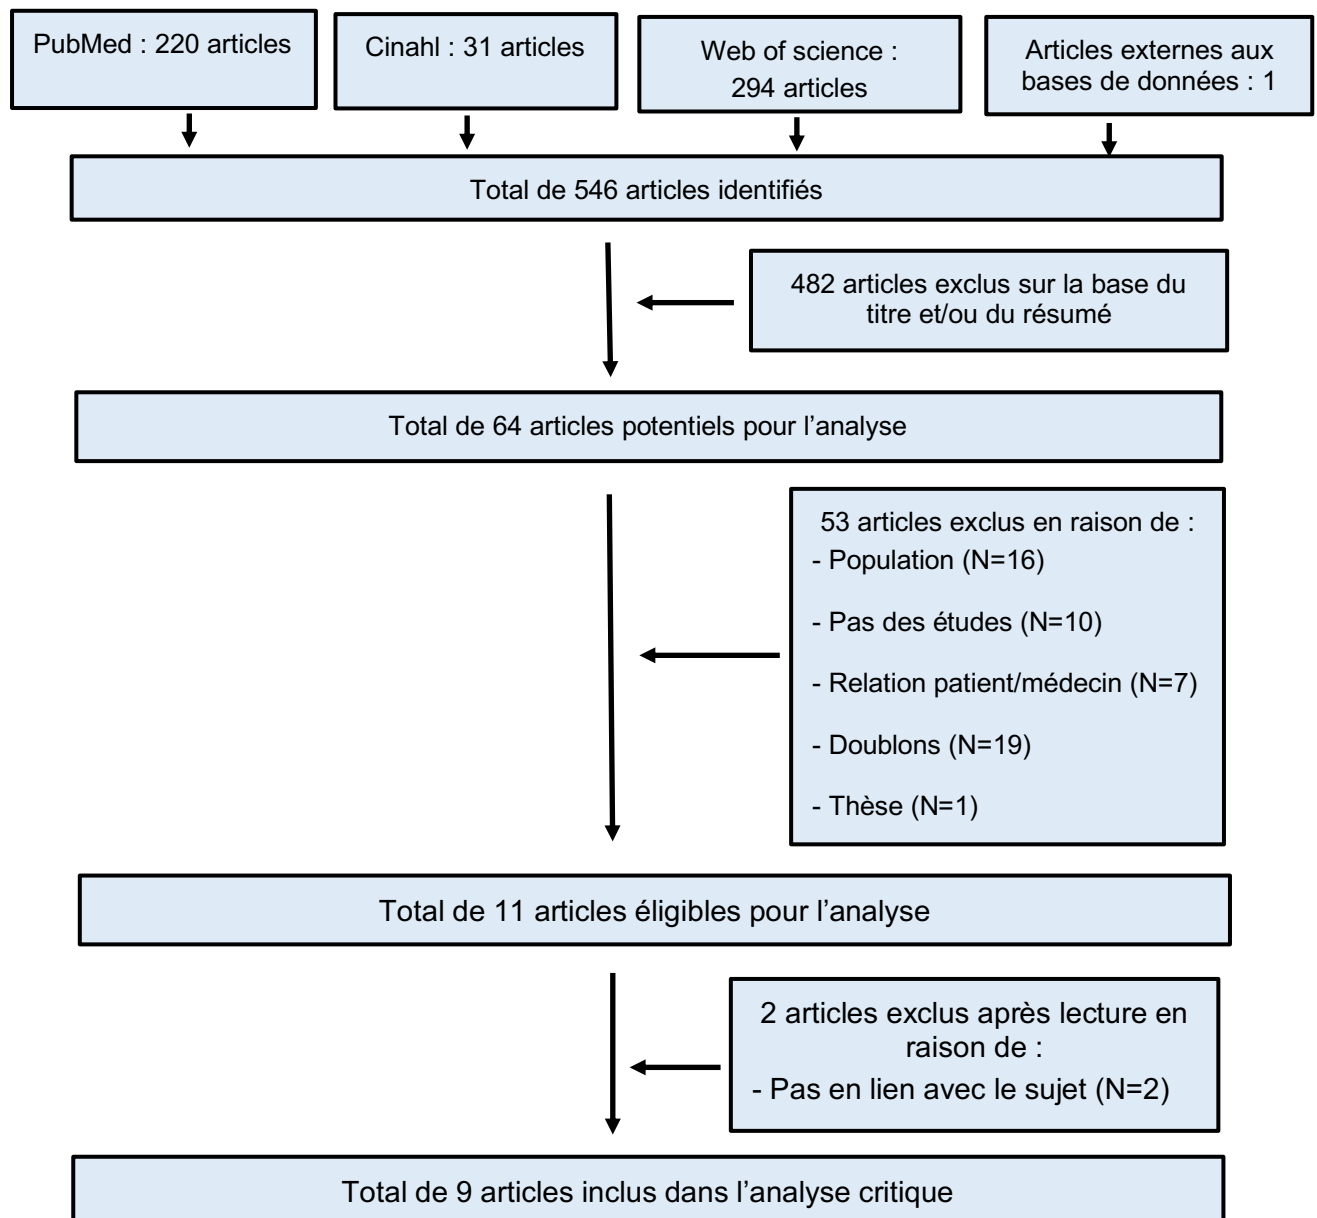 PubMed : 220 articles
Cinahl : 31 articles
Web of science :
294 articles
Articles externes aux
bases de données : 1
Total de 546 articles identifiés
482 articles exclus sur la base du
titre et/ou du résumé
Total de 64 articles potentiels pour l’analyse
53 articles exclus en raison de :
- Population (N=16)
- Pas des études (N=10)
- Relation patient/médecin (N=7)
- Doublons (N=19)
- Thèse (N=1)
Total de 11 articles éligibles pour l’analyse
2 articles exclus après lecture en
raison de :
- Pas en lien avec le sujet (N=2)
Total de 9 articles inclus dans l’analyse critique